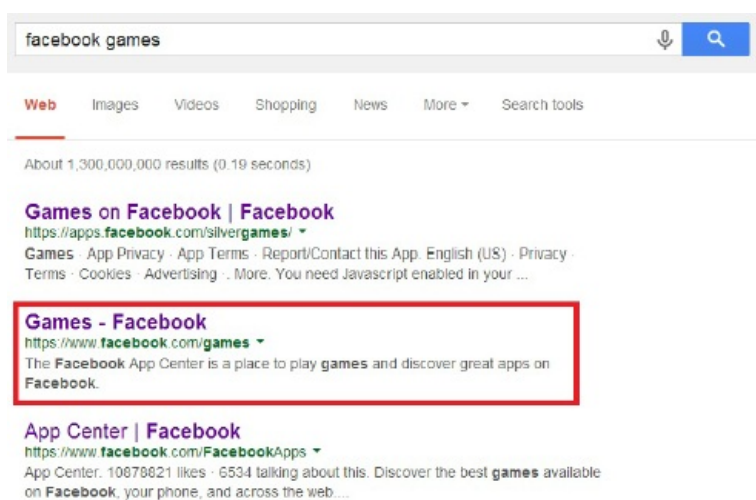 facebook games
Web Images Videos Shopping News More Search tools
About 1,300,000,000 results (0.19 seconds)
Games on Facebook | Facebook
https://apps.facebook.com/silvergames/
Games · App Privacy · App Terms · Report/Contact this App. English (US) · Privacy ·
Terms · Cookies · Advertising ·. More. You need Javascript enabled in your ...
Games - Facebook
https://www.facebook.com/games
The Facebook App Center is a place to play games and discover great apps on
Facebook.
App Center | Facebook
https://www.facebook.com/FacebookApps
App Center. 10878821 likes · 6534 talking about this. Discover the best games available
on Facebook, your phone, and across the web....